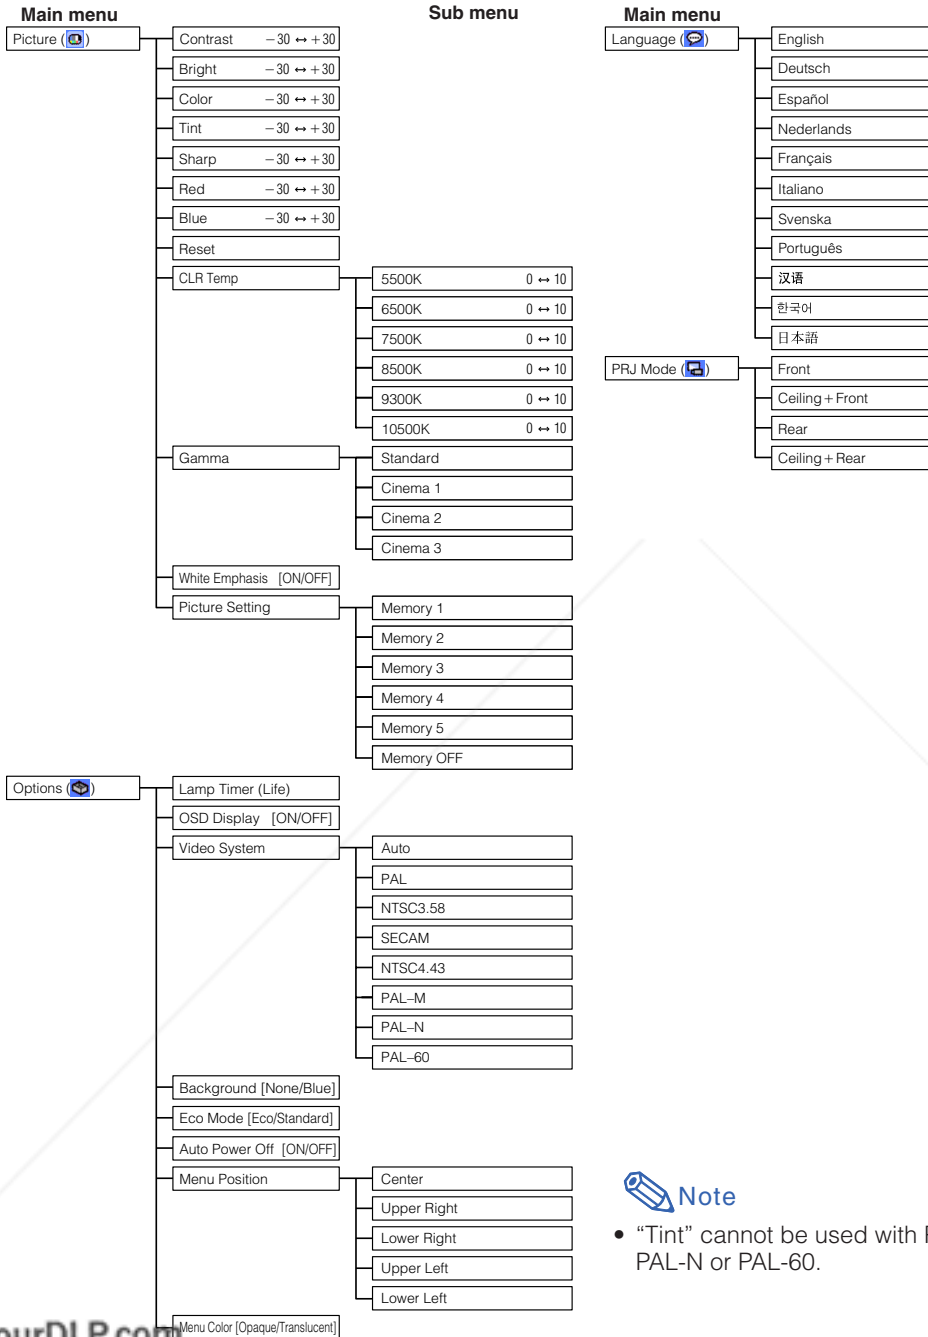 Main menu
Sub menu
Picture ( )
Contrast −30 ↔ +30
Bright −30 ↔ +30
Color −30 ↔ +30
Tint −30 ↔ +30
Sharp −30 ↔ +30
Red −30 ↔ +30
Blue −30 ↔ +30
Reset
CLR Temp
5500K 0 ↔ 10
6500K 0 ↔ 10
7500K 0 ↔ 10
8500K 0 ↔ 10
9300K 0 ↔ 10
10500K 0 ↔ 10
Gamma
Standard
Cinema 1
Cinema 2
Cinema 3
White Emphasis [ON/OFF]
Picture Setting
Memory 1
Memory 2
Memory 3
Memory 4
Memory 5
Memory OFF
Options ( )
Lamp Timer (Life)
OSD Display [ON/OFF]
Video System
Auto
PAL
NTSC3.58
SECAM
NTSC4.43
PAL–M
PAL–N
PAL–60
Background [None/Blue]
Eco Mode [Eco/Standard]
Auto Power Off [ON/OFF]
Menu Position
Center
Upper Right
Lower Right
Upper Left
Lower Left
Menu Color [Opaque/Translucent]
Main menu
Language ( )
English
Deutsch
Español
Nederlands
Français
Italiano
Svenska
Português
汉语
한국어
日本語
PRJ Mode ( )
Front
Ceiling+Front
Rear
Ceiling+Rear
Note
• “Tint” cannot be used with
PAL-N or PAL-60.
ourDLP.com